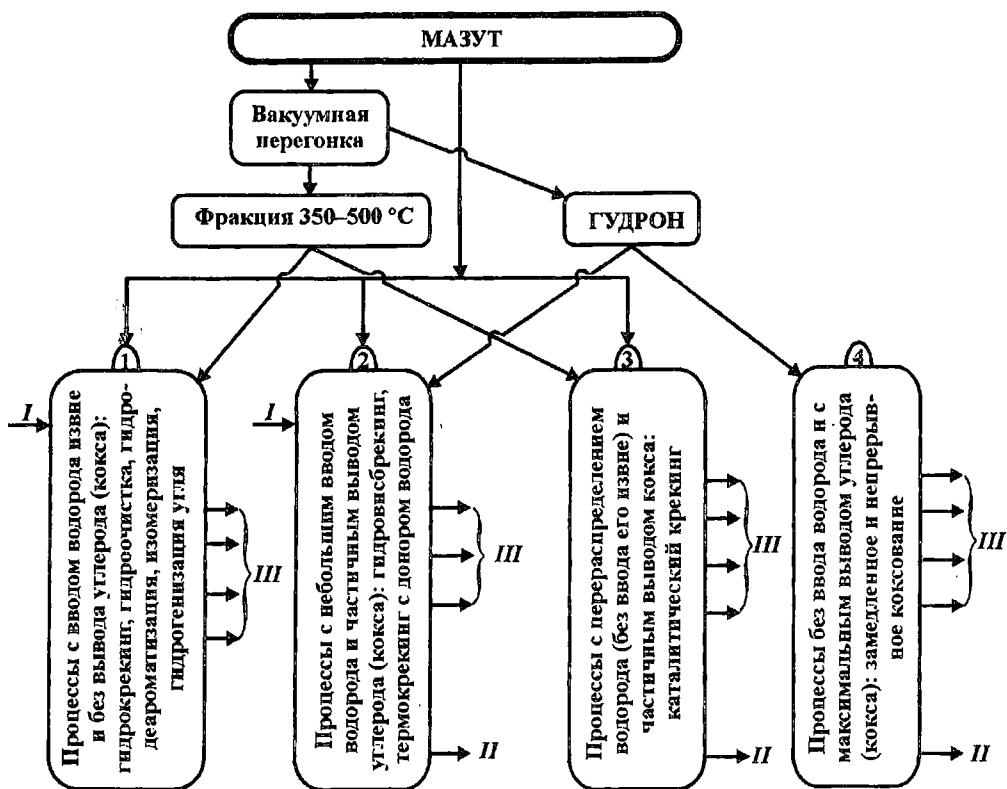 МАЗУТ
Вакуумная
перегонка
Фракция 350–500 °С
ГУДРОН
1
2
3
4
I
Процессы с вводом водорода извне
и без вывода углерода (кокса):
гидрокрекинг, гидроочистка, гидро-
деароматизация, изомеризация,
гидрогенизация угля
III
I
Процессы с небольшим вводом
водорода и частичным выводом
углерода (кокса): гидровисбрекинг,
термокрекинг с донором водорода
III
II
Процессы с перераспределением
водорода (без ввода его извне) и
частичным выводом кокса:
каталитический крекинг
III
II
Процессы без ввода водорода и с
максимальным выводом углерода
(кокса): замедленное и непрерыв-
ное коксование
III
II